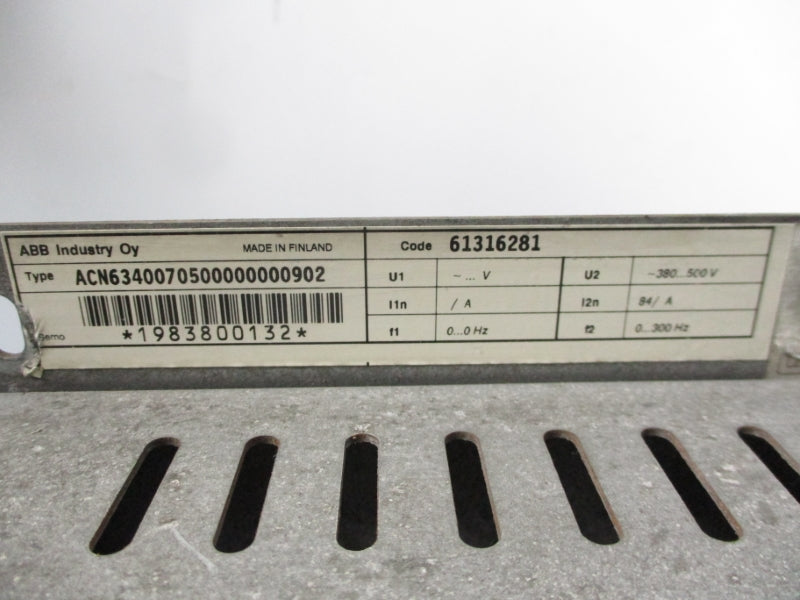 ABB Industry Oy MADE IN FINLAND Code 61316281
Type ACN6340070500000000902
U1 ~ ... V U2 ~380...500 V
I1n / A I2n 84/ A
*1983800132*
f1 0...0 Hz f2 0...300 Hz